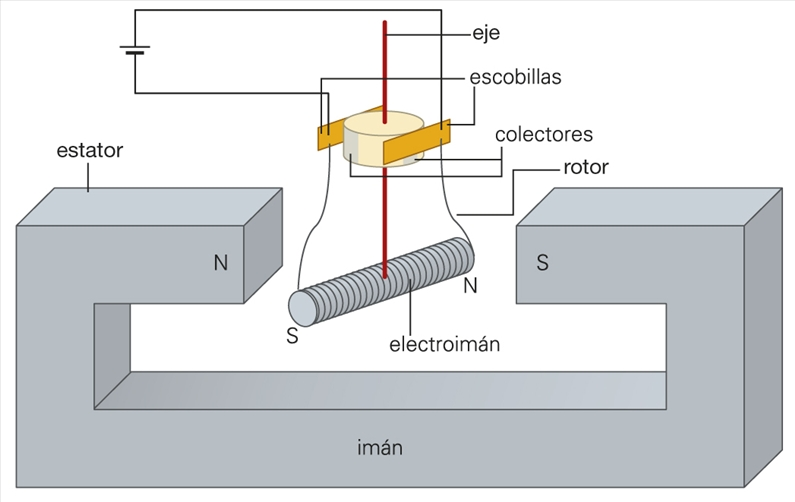 eje
escobillas
colectores
estator
rotor
N
S
N
S
electroimán
imán